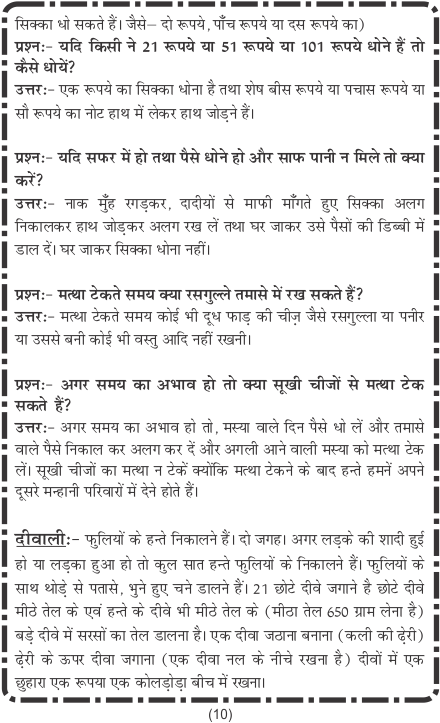 सिक्का धो सकते हैं। जैसे– दो रूपये, पाँच रूपये या दस रूपये का)
प्रश्न:- यदि किसी ने 21 रूपये या 51 रूपये या 101 रूपये धोने हैं तो
कैसे धोयें?
उत्तर:- एक रूपये का सिक्का धोना है तथा शेष बीस रूपये या पचास रूपये या
सौ रूपये का नोट हाथ में लेकर हाथ जोड़ने हैं।
प्रश्न:- यदि सफर में हो तथा पैसे धोने हो और साफ पानी न मिले तो क्या
करें?
उत्तर:- नाक मुँह रगड़कर, दादीयों से माफी माँगते हुए सिक्का अलग
निकालकर हाथ जोड़कर अलग रख लें तथा घर जाकर उसे पैसों की डिब्बी में
डाल दें। घर जाकर सिक्का धोना नहीं।
प्रश्न:- मत्था टेकते समय क्या रसगुल्ले तमासे में रख सकते हैं?
उत्तर:- मत्था टेकते समय कोई भी दूध फाड़ की चीज़ जैसे रसगुल्ला या पनीर
या उससे बनी कोई भी वस्तु आदि नहीं रखनी।
प्रश्न:- अगर समय का अभाव हो तो क्या सूखी चीजों से मत्था टेक
सकते हैं?
उत्तर:- अगर समय का अभाव हो तो, मस्या वाले दिन पैसे धो लें और तमासे
वाले पैसे निकाल कर अलग कर दें और अगली आने वाली मस्या को मत्था टेक
लें। सूखी चीजों का मत्था न टेकें क्योंकि मत्था टेकने के बाद हन्ते हमनें अपने
दूसरे मन्हानी परिवारों में देने होते हैं।
दीवाली:- फुलियों के हन्ते निकालने हैं। दो जगह। अगर लड़के की शादी हुई
हो या लड़का हुआ हो तो कुल सात हन्ते फुलियों के निकालने हैं। फुलियों के
साथ थोड़े से पतासे, भुने हुए चने डालने हैं। 21 छोटे दीवे जगाने है छोटे दीवे
मीठे तेल के एवं हन्ते के दीवे भी मीठे तेल के (मीठा तेल 650 ग्राम लेना है)
बड़े दीवे में सरसों का तेल डालना है। एक दीवा जठाना बनाना (कली की ढ़ेरी)
ढ़ेरी के ऊपर दीवा जगाना (एक दीवा नल के नीचे रखना है) दीवों में एक
छुहारा एक रूपया एक कोलड़ोड़ा बीच में रखना।
(10)